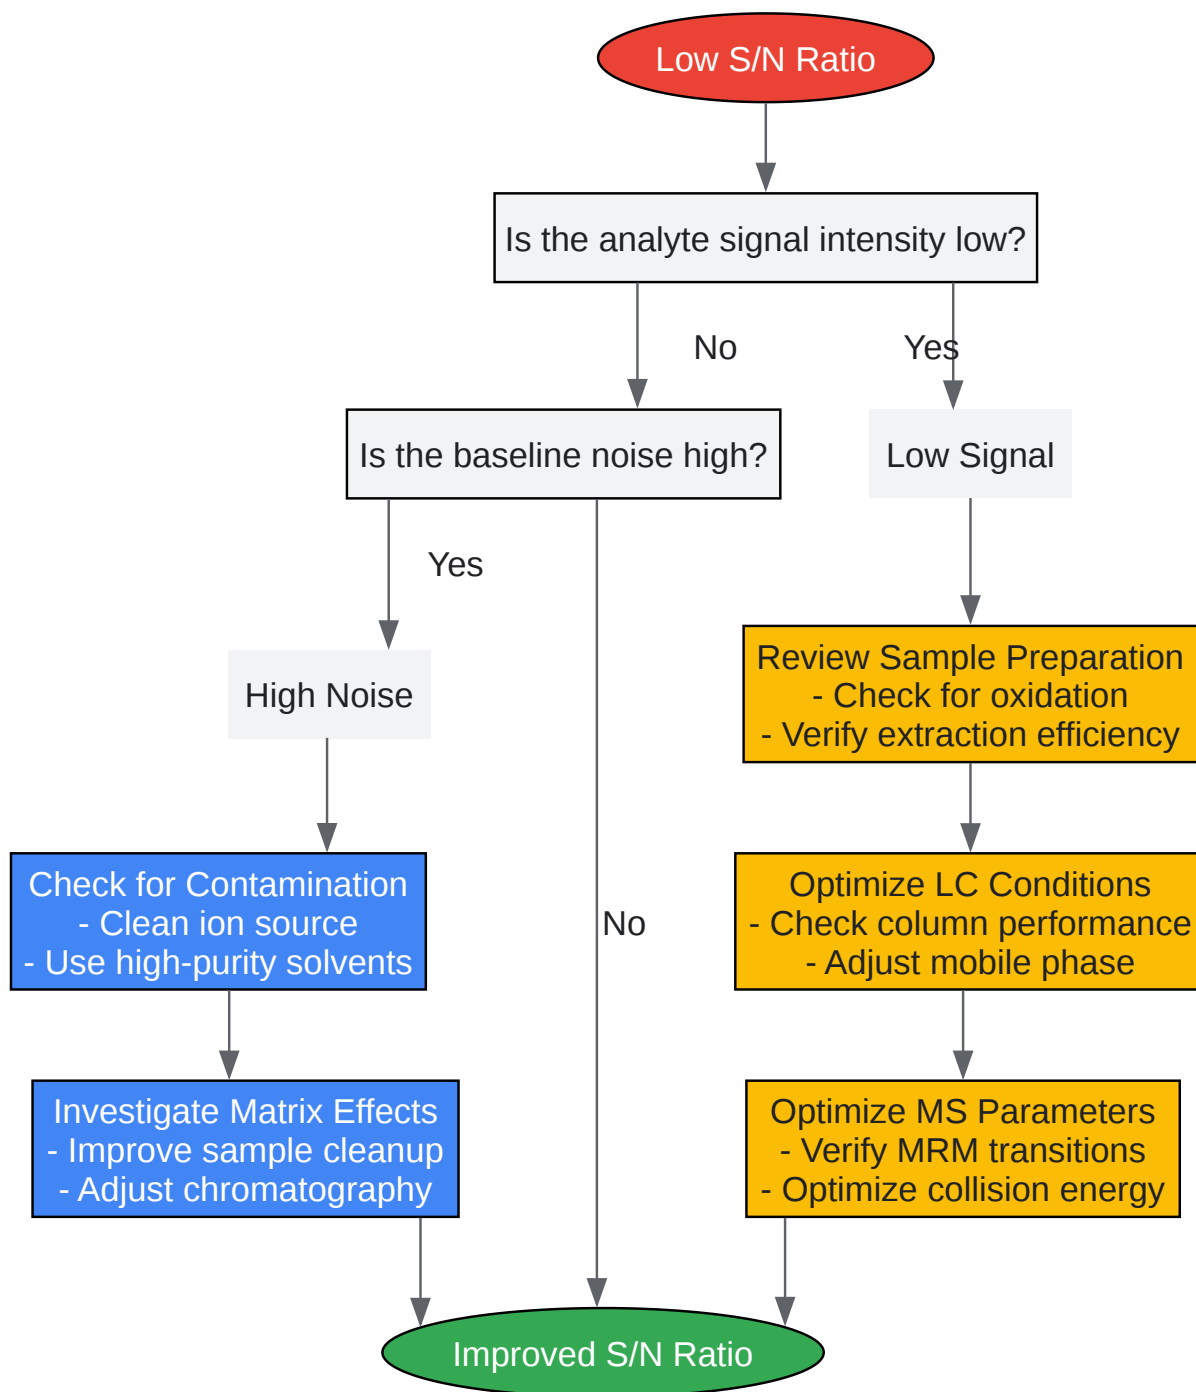 Low S/N Ratio
Is the analyte signal intensity low?
No
Yes
Is the baseline noise high?
Low Signal
Yes
High Noise
Review Sample Preparation
- Check for oxidation
- Verify extraction efficiency
Check for Contamination
- Clean ion source
- Use high-purity solvents
No
Optimize LC Conditions
- Check column performance
- Adjust mobile phase
Investigate Matrix Effects
- Improve sample cleanup
- Adjust chromatography
Optimize MS Parameters
- Verify MRM transitions
- Optimize collision energy
Improved S/N Ratio